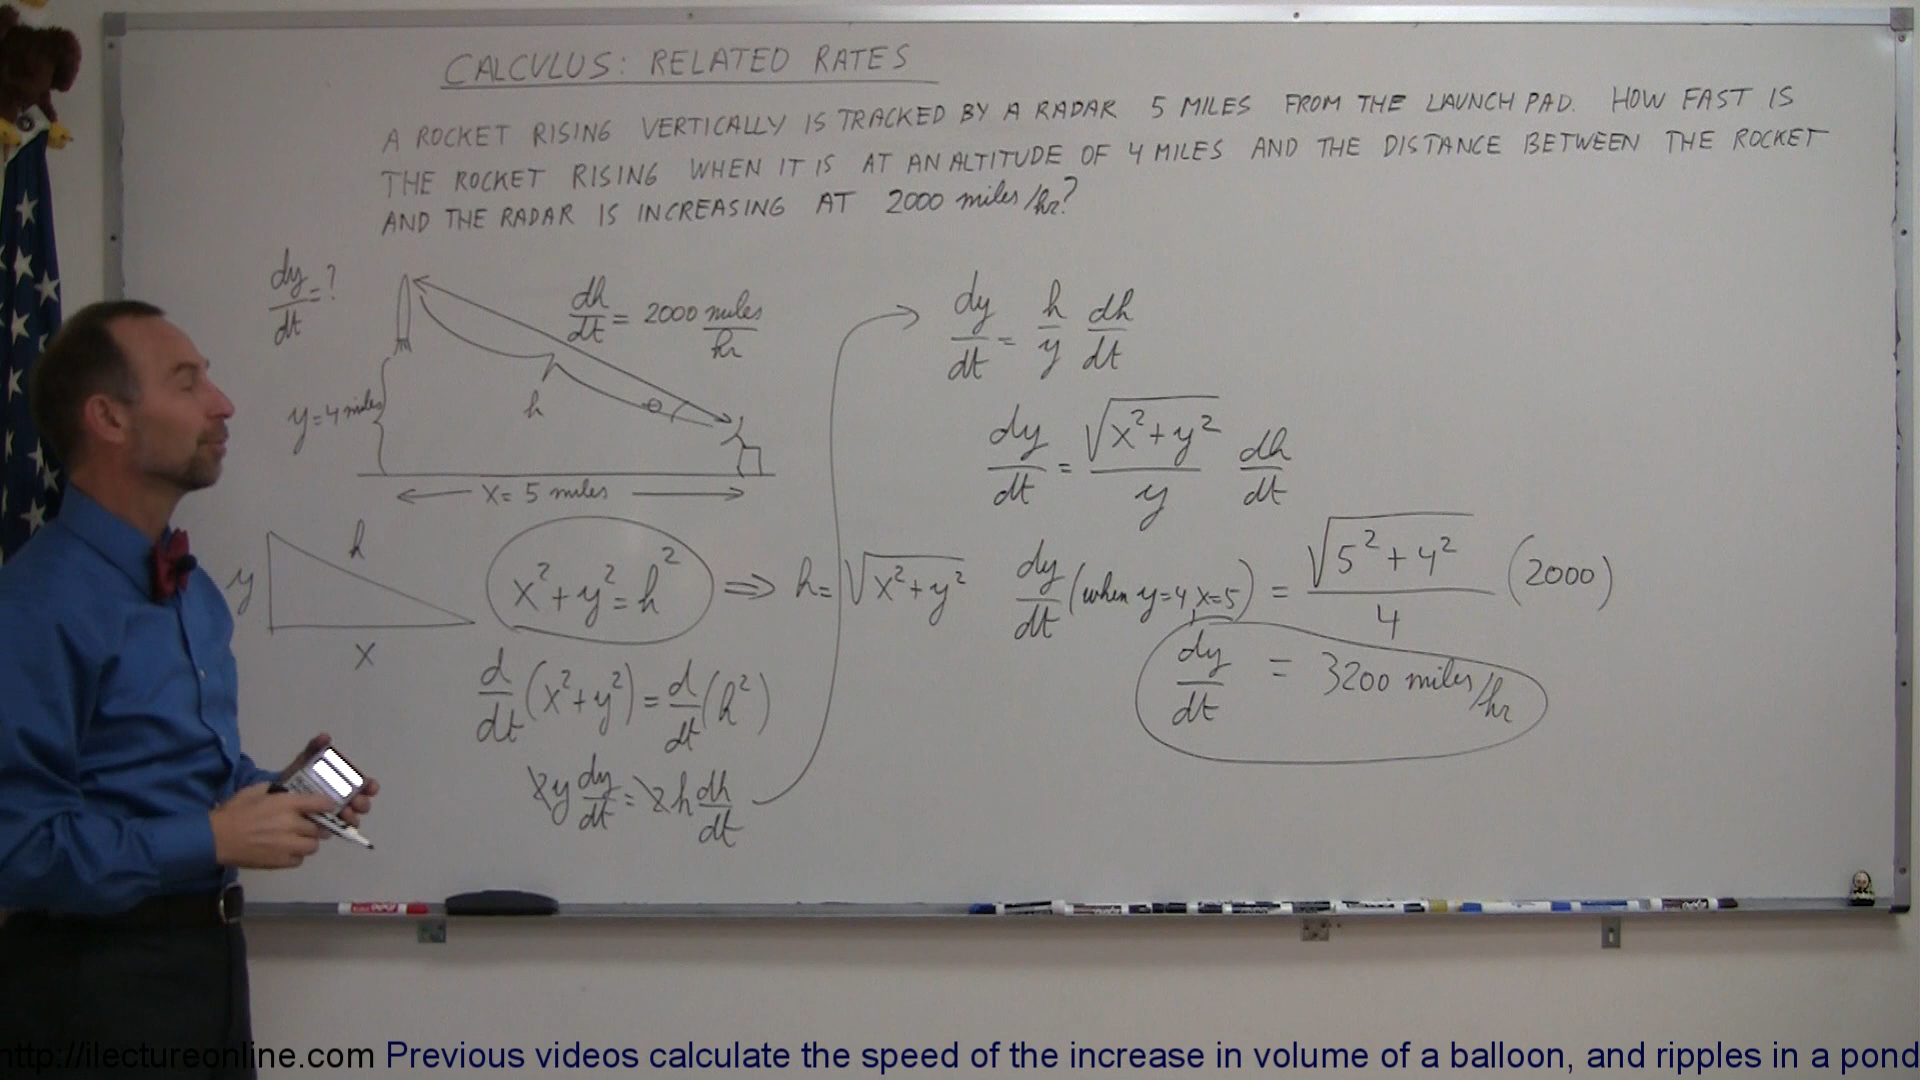 CALCULUS: RELATED RATES
A ROCKET RISING VERTICALLY IS TRACKED BY A RADAR 5 MILES FROM THE LAUNCH PAD. HOW FAST IS
THE ROCKET RISING WHEN IT IS AT AN ALTITUDE OF 4 MILES AND THE DISTANCE BETWEEN THE ROCKET
AND THE RADAR IS INCREASING AT 2000 miles/hr?
dy/dt = ?
dh/dt = 2000 miles/hr
y = 4 miles
h
θ
x = 5 miles
h
y
x
x² + y² = h² ⇒ h = √(x² + y²)
d/dt (x² + y²) = d/dt (h²)
2y dy/dt = 2h dh/dt
dy/dt = h/y dh/dt
dy/dt = √(x² + y²)/y dh/dt
dy/dt (when y=4, x=5) = √(5² + 4²)/4 (2000)
dy/dt = 3200 miles/hr
http://ilectureonline.com Previous videos calculate the speed of the increase in volume of a balloon, and ripples in a pond